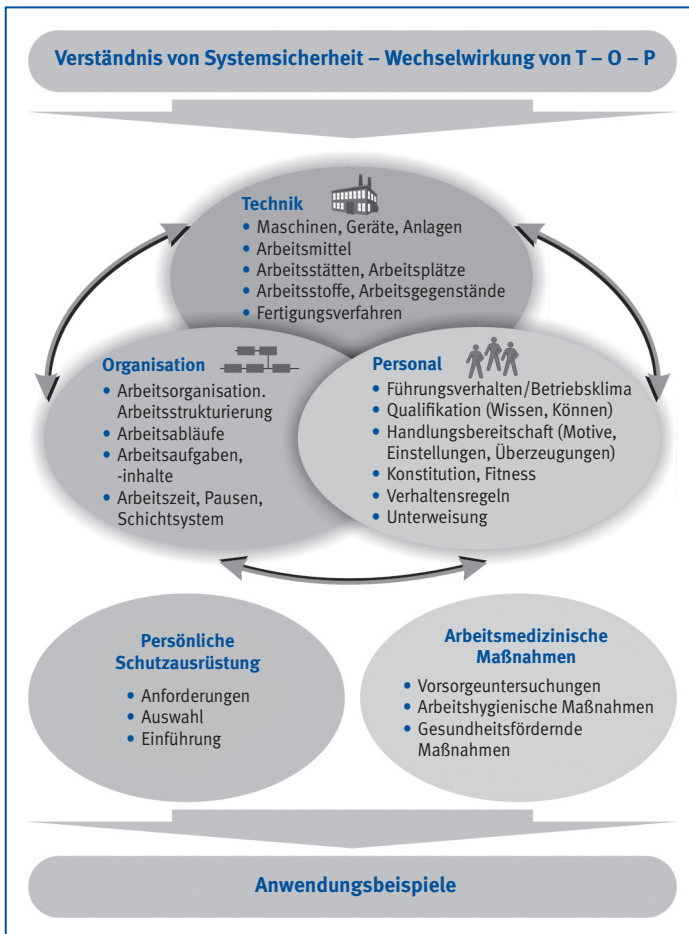 Verständnis von Systemsicherheit – Wechselwirkung von T – O – P
Technik
• Maschinen, Geräte, Anlagen
• Arbeitsmittel
• Arbeitsstätten, Arbeitsplätze
• Arbeitsstoffe, Arbeitsgegenstände
• Fertigungsverfahren
Organisation
• Arbeitsorganisation.
Arbeitsstrukturierung
• Arbeitsabläufe
• Arbeitsaufgaben,
-inhalte
• Arbeitszeit, Pausen,
Schichtsystem
Personal
• Führungsverhalten/Betriebsklima
• Qualifikation (Wissen, Können)
• Handlungsbereitschaft (Motive,
Einstellungen, Überzeugungen)
• Konstitution, Fitness
• Verhaltensregeln
• Unterweisung
Persönliche
Schutzausrüstung
• Anforderungen
• Auswahl
• Einführung
Arbeitsmedizinische
Maßnahmen
• Vorsorgeuntersuchungen
• Arbeitshygienische Maßnahmen
• Gesundheitsfördernde
Maßnahmen
Anwendungsbeispiele